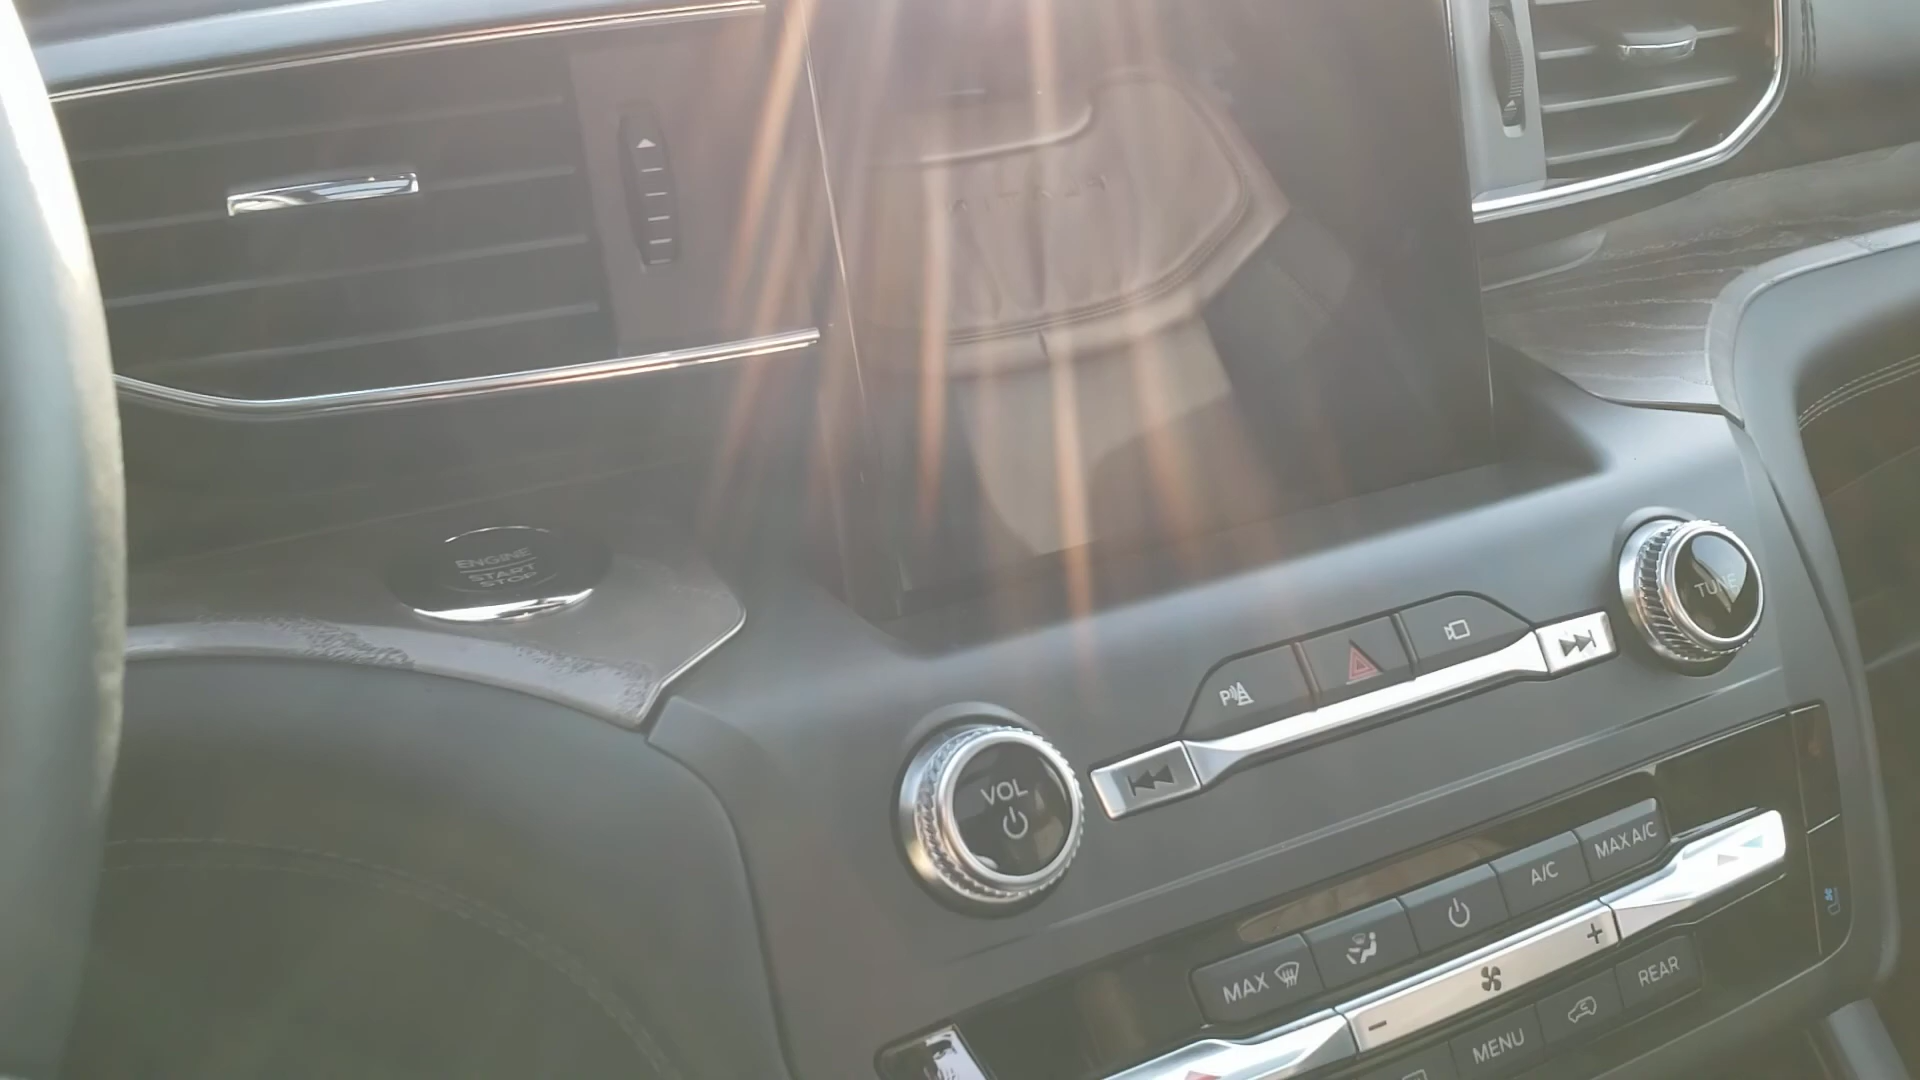 ENGINE
START
STOP
TUNE
P
VOL
MAX A/C
A/C
MAX
REAR
MENU